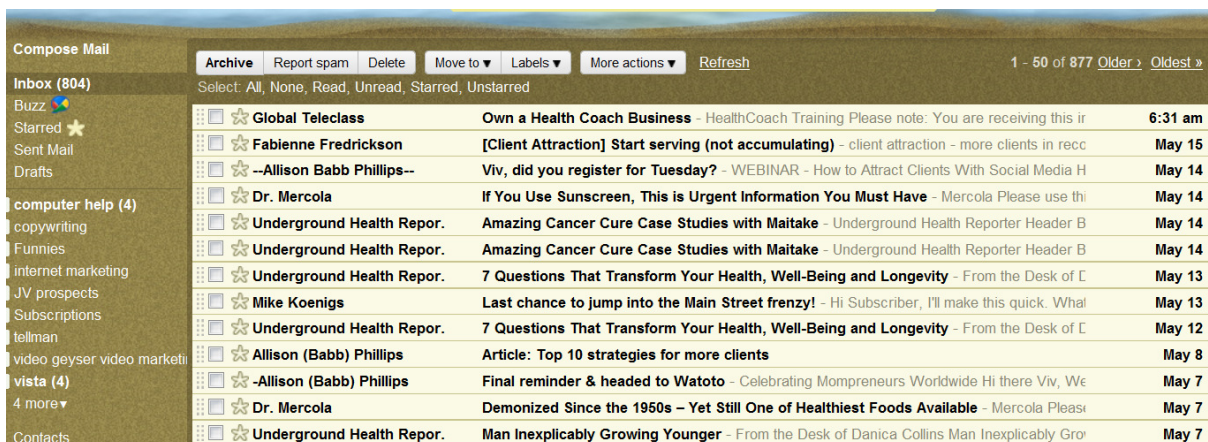 Compose Mail
Inbox (804)
Buzz
Starred
Sent Mail
Drafts
computer help (4)
copywriting
Funnies
internet marketing
JV prospects
Subscriptions
tellman
video geyser video marketi
vista (4)
4 more▾
Contacts
Archive Report spam Delete Move to ▾ Labels ▾ More actions ▾ Refresh 1 - 50 of 877 Older › Oldest »
Select: All, None, Read, Unread, Starred, Unstarred
Global Teleclass Own a Health Coach Business - HealthCoach Training Please note: You are receiving this ir 6:31 am
Fabienne Fredrickson [Client Attraction] Start serving (not accumulating) - client attraction - more clients in reco May 15
--Allison Babb Phillips-- Viv, did you register for Tuesday? - WEBINAR - How to Attract Clients With Social Media H May 14
Dr. Mercola If You Use Sunscreen, This is Urgent Information You Must Have - Mercola Please use thi May 14
Underground Health Repor. Amazing Cancer Cure Case Studies with Maitake - Underground Health Reporter Header B May 14
Underground Health Repor. Amazing Cancer Cure Case Studies with Maitake - Underground Health Reporter Header B May 14
Underground Health Repor. 7 Questions That Transform Your Health, Well-Being and Longevity - From the Desk of D May 13
Mike Koenigs Last chance to jump into the Main Street frenzy! - Hi Subscriber, I'll make this quick. What May 13
Underground Health Repor. 7 Questions That Transform Your Health, Well-Being and Longevity - From the Desk of D May 12
Allison (Babb) Phillips Article: Top 10 strategies for more clients May 8
-Allison (Babb) Phillips Final reminder & headed to Watoto - Celebrating Mompreneurs Worldwide Hi there Viv, We May 7
Dr. Mercola Demonized Since the 1950s – Yet Still One of Healthiest Foods Available - Mercola Please May 7
Underground Health Repor. Man Inexplicably Growing Younger - From the Desk of Danica Collins Man Inexplicably Grov May 7